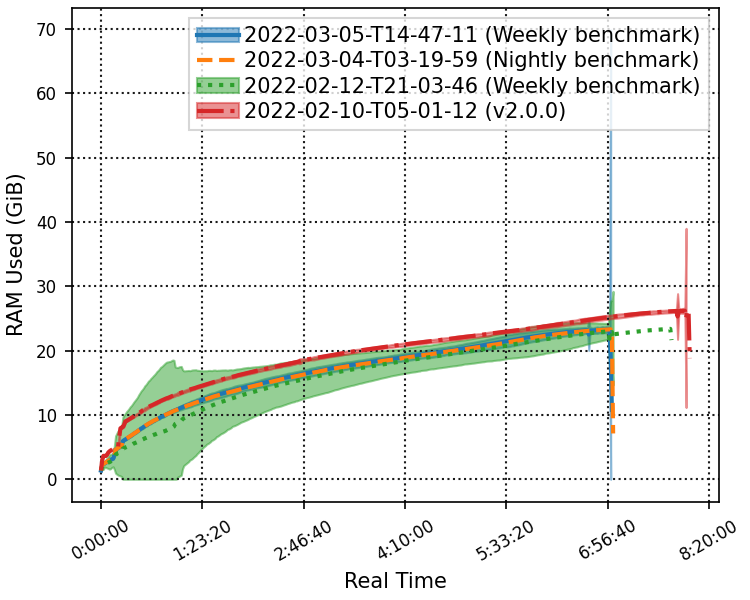 2022-03-05-T14-47-11 (Weekly benchmark)
2022-03-04-T03-19-59 (Nightly benchmark)
2022-02-12-T21-03-46 (Weekly benchmark)
2022-02-10-T05-01-12 (v2.0.0)
RAM Used (GiB)
70
60
50
40
30
20
10
0
0:00:00
1:23:20
2:46:40
4:10:00
5:33:20
6:56:40
8:20:00
Real Time